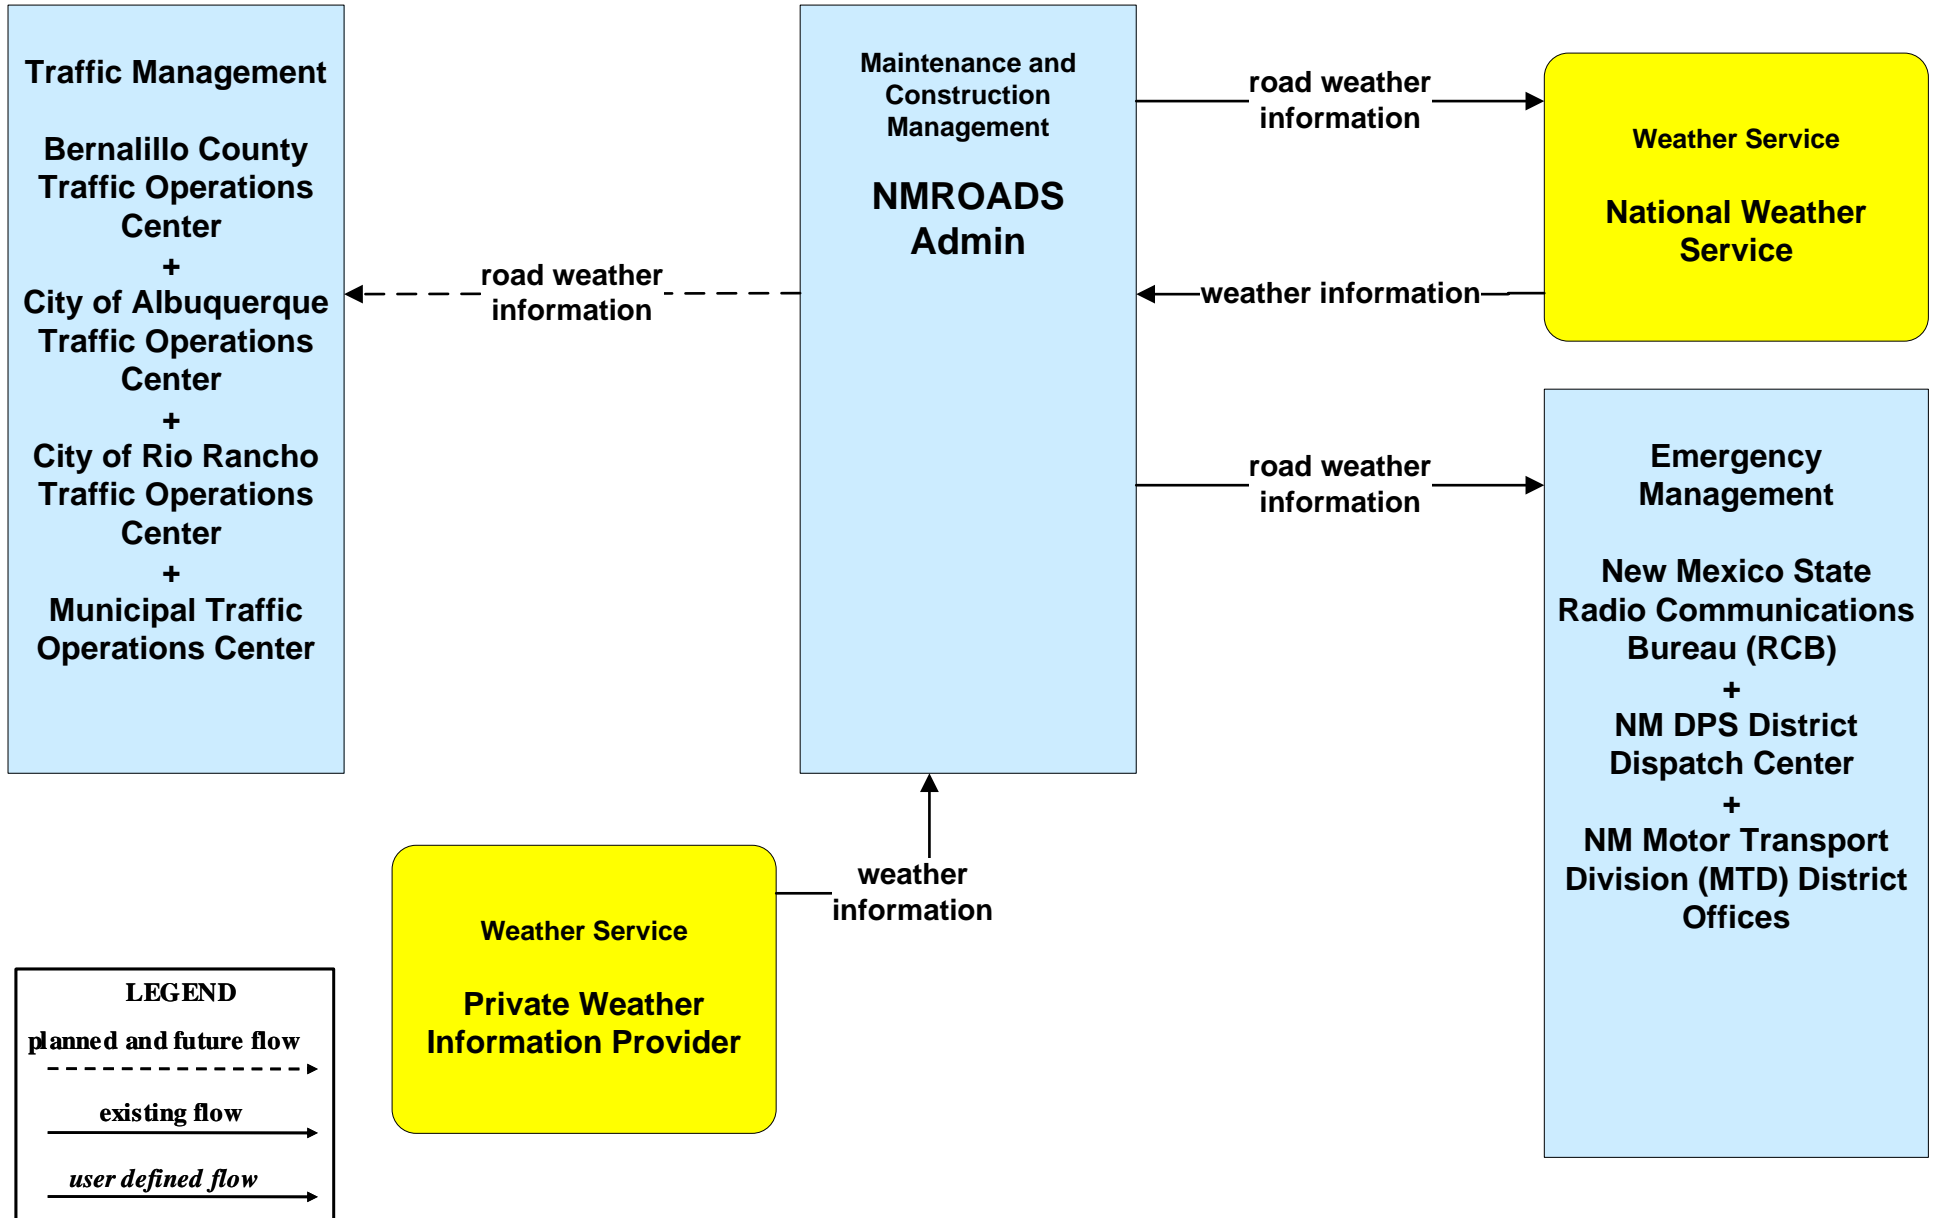 Traffic Management
Bernalillo County
Traffic Operations
Center
+
City of Albuquerque
Traffic Operations
Center
+
City of Rio Rancho
Traffic Operations
Center
+
Municipal Traffic
Operations Center
road weather
information
Maintenance and
Construction
Management
NMROADS
Admin
road weather
information
weather information
road weather
information
Weather Service
National Weather
Service
Emergency
Management
New Mexico State
Radio Communications
Bureau (RCB)
+
NM DPS District
Dispatch Center
+
NM Motor Transport
Division (MTD) District
Offices
weather
information
Weather Service
Private Weather
Information Provider
LEGEND
planned and future flow
existing flow
user defined flow